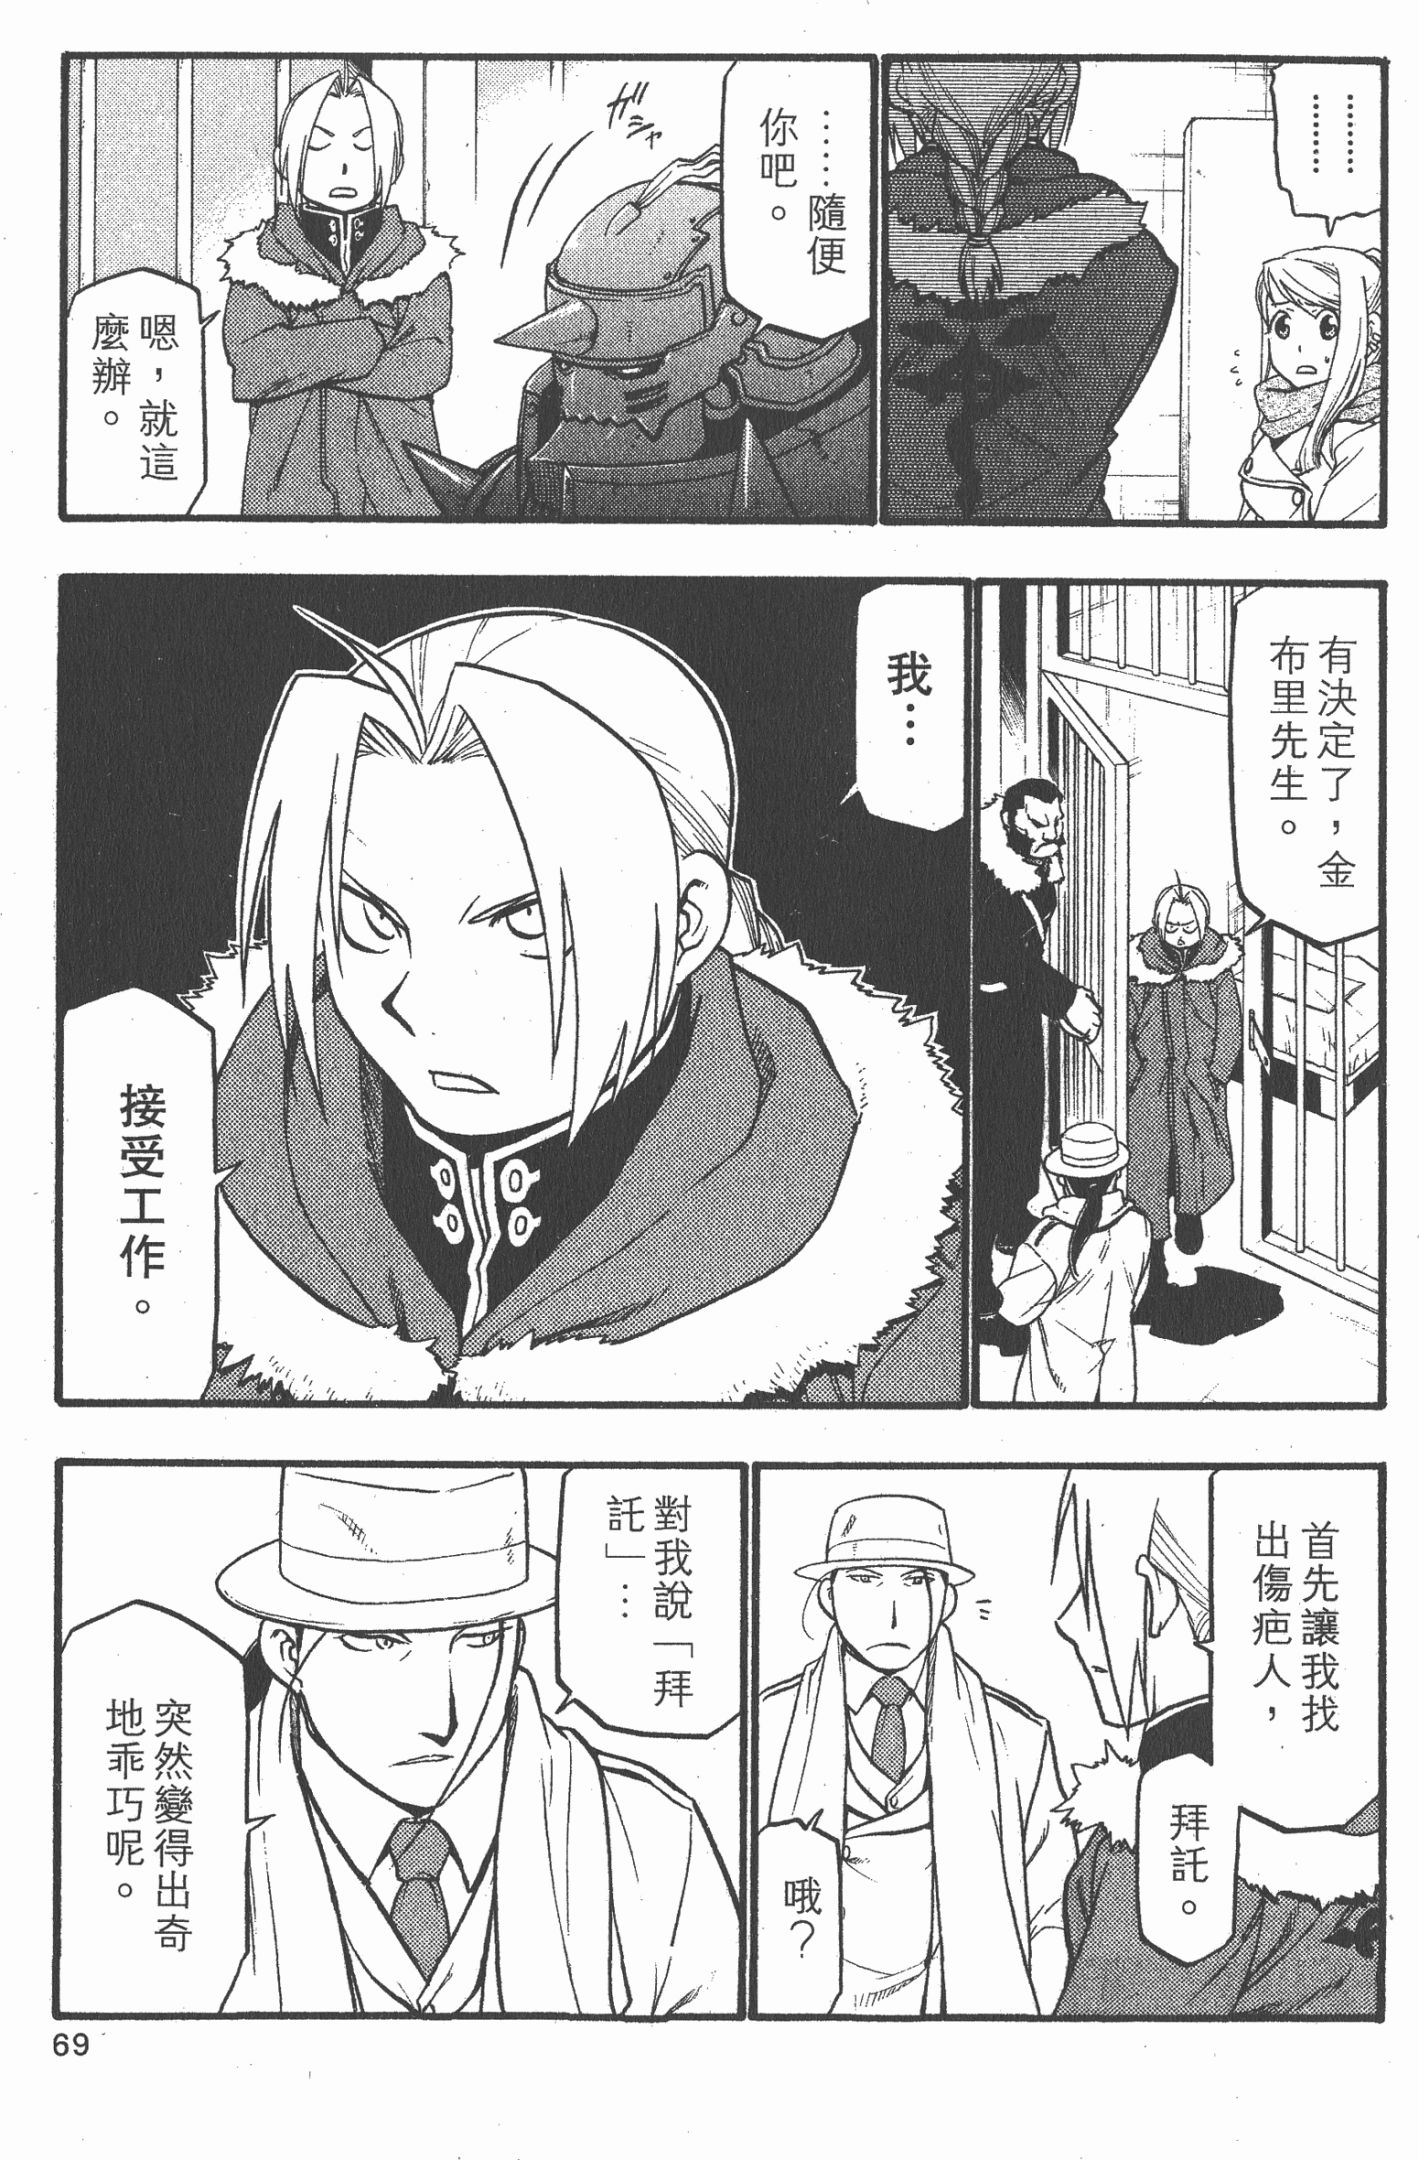 ………
………
……隨便
你吧。
ガシャ
嗯，就這
麼辦。
有決定了，金
布里先生。
我…
接受工作。
首先讓我找
出傷疤人，
拜託。
哦？
對我說「拜
託」…
突然變得出奇
地乖巧呢。
69